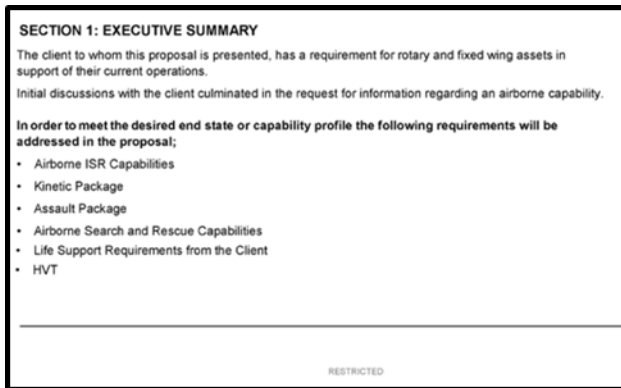 SECTION 1: EXECUTIVE SUMMARY
The client to whom this proposal is presented, has a requirement for rotary and fixed wing assets in
support of their current operations.
Initial discussions with the client culminated in the request for information regarding an airborne capability.
In order to meet the desired end state or capability profile the following requirements will be
addressed in the proposal;
• Airborne ISR Capabilities
• Kinetic Package
• Assault Package
• Airborne Search and Rescue Capabilities
• Life Support Requirements from the Client
• HVT
RESTRICTED